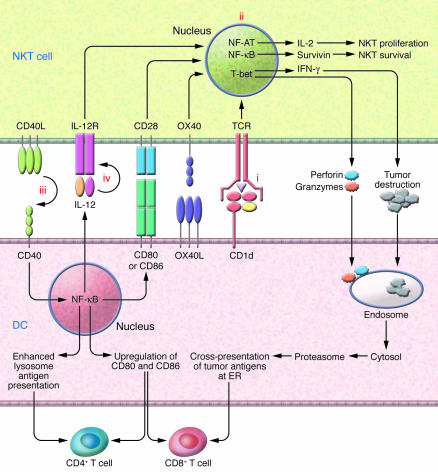 ii
Nucleus
NKT cell
NF-AT
IL-2
NKT proliferation
NF-κB
Survivin
NKT survival
T-bet
IFN-γ
CD40L
IL-12R
CD28
OX40
TCR
i
iii
iv
IL-12
Perforin
Granzymes
Tumor
destruction
CD40
CD80
or CD86
OX40L
CD1d
NF-κB
DC
Nucleus
Endosome
Enhanced
lysosome
antigen
presentation
Upregulation of
CD80 and CD86
Cross-presentation
of tumor antigens
at ER
Proteasome
Cytosol
CD4+ T cell
CD8+ T cell